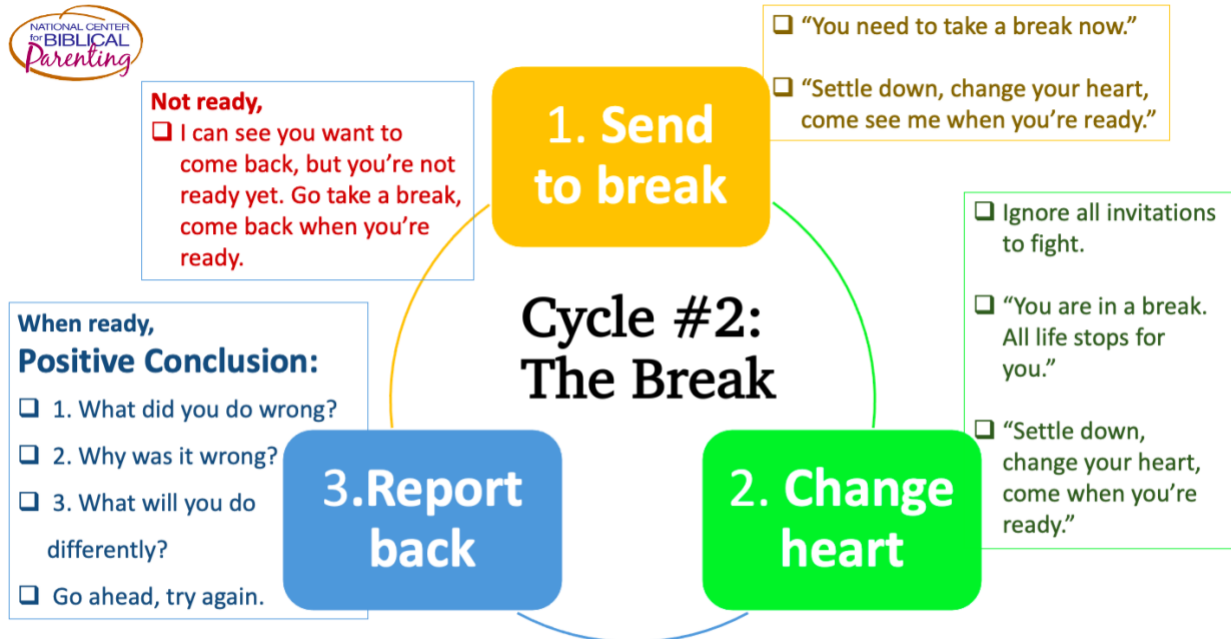 NATIONAL CENTER
for BIBLICAL
Parenting
Not ready,
❑ I can see you want to
come back, but you’re not
ready yet. Go take a break,
come back when you’re
ready.
1. Send
to break
❑ “You need to take a break now.”
❑ “Settle down, change your heart,
come see me when you’re ready.”
❑ Ignore all invitations
to fight.
❑ “You are in a break.
All life stops for
you.”
❑ “Settle down,
change your heart,
come when you’re
ready.”
Cycle #2:
The Break
When ready,
Positive Conclusion:
❑ 1. What did you do wrong?
❑ 2. Why was it wrong?
❑ 3. What will you do
differently?
❑ Go ahead, try again.
3.Report
back
2. Change
heart